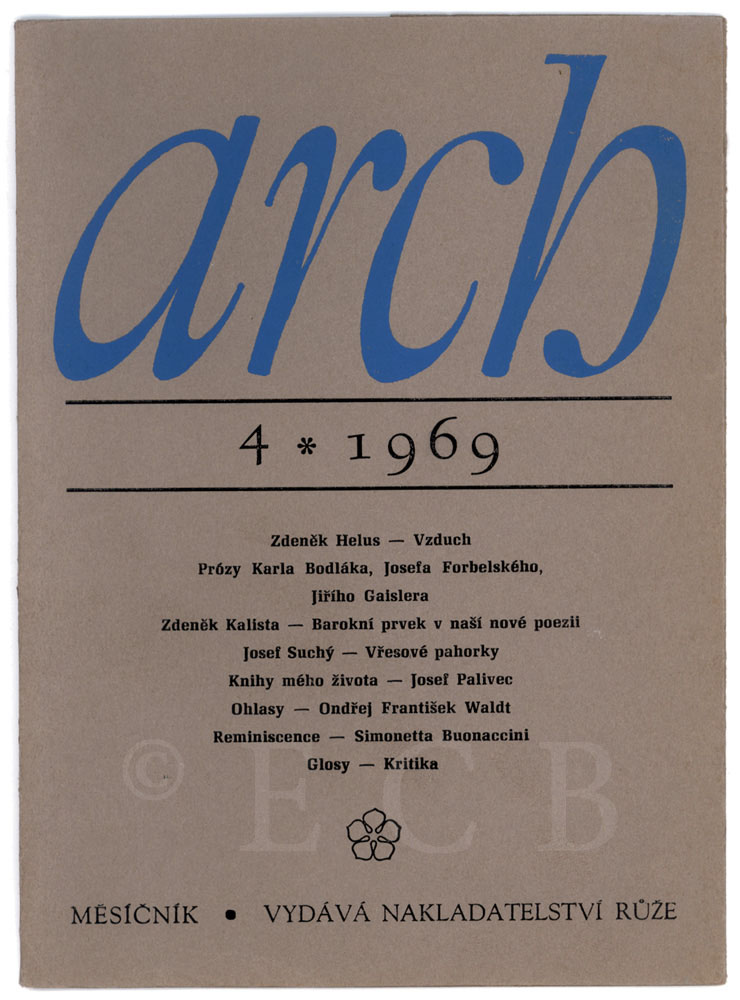 arch
4 * 1969
Zdeněk Helus — Vzduch
Prózy Karla Bodláka, Josefa Forbelského,
Jiřího Gaislera
Zdeněk Kalista — Barokní prvek v naší nové poezii
Josef Suchý — Vřesové pahorky
Knihy mého života — Josef Palivec
Ohlasy — Ondřej František Waldt
Reminiscence — Simonetta Buonaccini
Glosy — Kritika
© ECB
MĚSÍČNÍK • VYDÁVÁ NAKLADATELSTVÍ RŮŽE